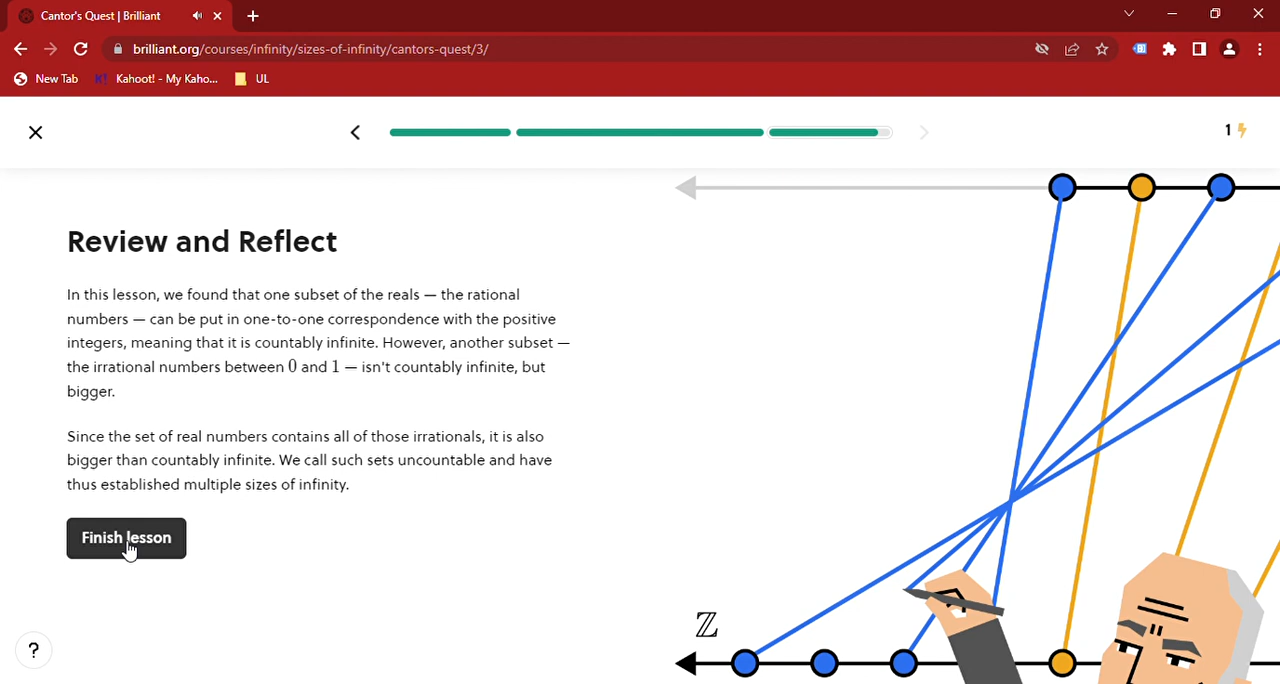 Cantor's Quest | Brilliant
brilliant.org/courses/infinity/sizes-of-infinity/cantors-quest/3/
New Tab
K! Kahoot! - My Kaho...
UL
1
Review and Reflect
In this lesson, we found that one subset of the reals — the rational
numbers — can be put in one-to-one correspondence with the positive
integers, meaning that it is countably infinite. However, another subset —
the irrational numbers between 0 and 1 — isn't countably infinite, but
bigger.
Since the set of real numbers contains all of those irrationals, it is also
bigger than countably infinite. We call such sets uncountable and have
thus established multiple sizes of infinity.
Finish lesson
ℤ
?